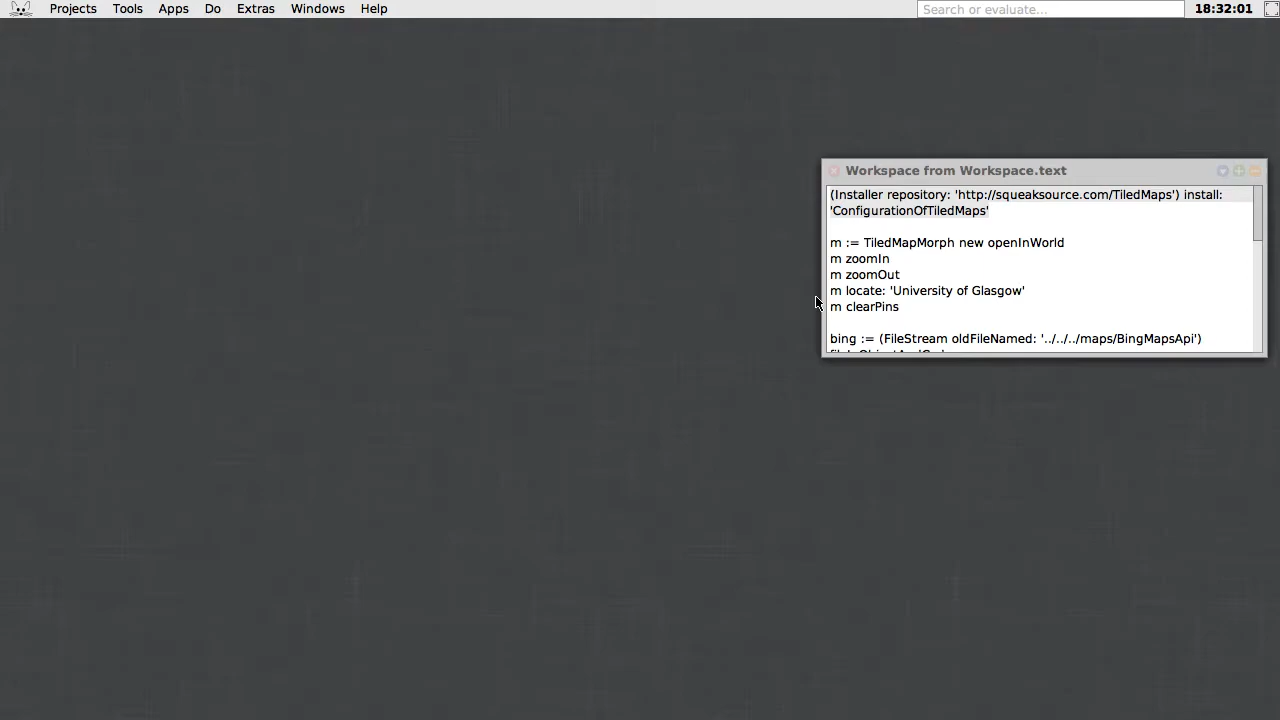 Projects Tools Apps Do Extras Windows Help Search or evaluate... 18:32:01
Workspace from Workspace.text
(Installer repository: 'http://squeaksource.com/TiledMaps') install:
'ConfigurationOfTiledMaps'
m := TiledMapMorph new openInWorld
m zoomIn
m zoomOut
m locate: 'University of Glasgow'
m clearPins
bing := (FileStream oldFileNamed: '../../../maps/BingMapsApi')